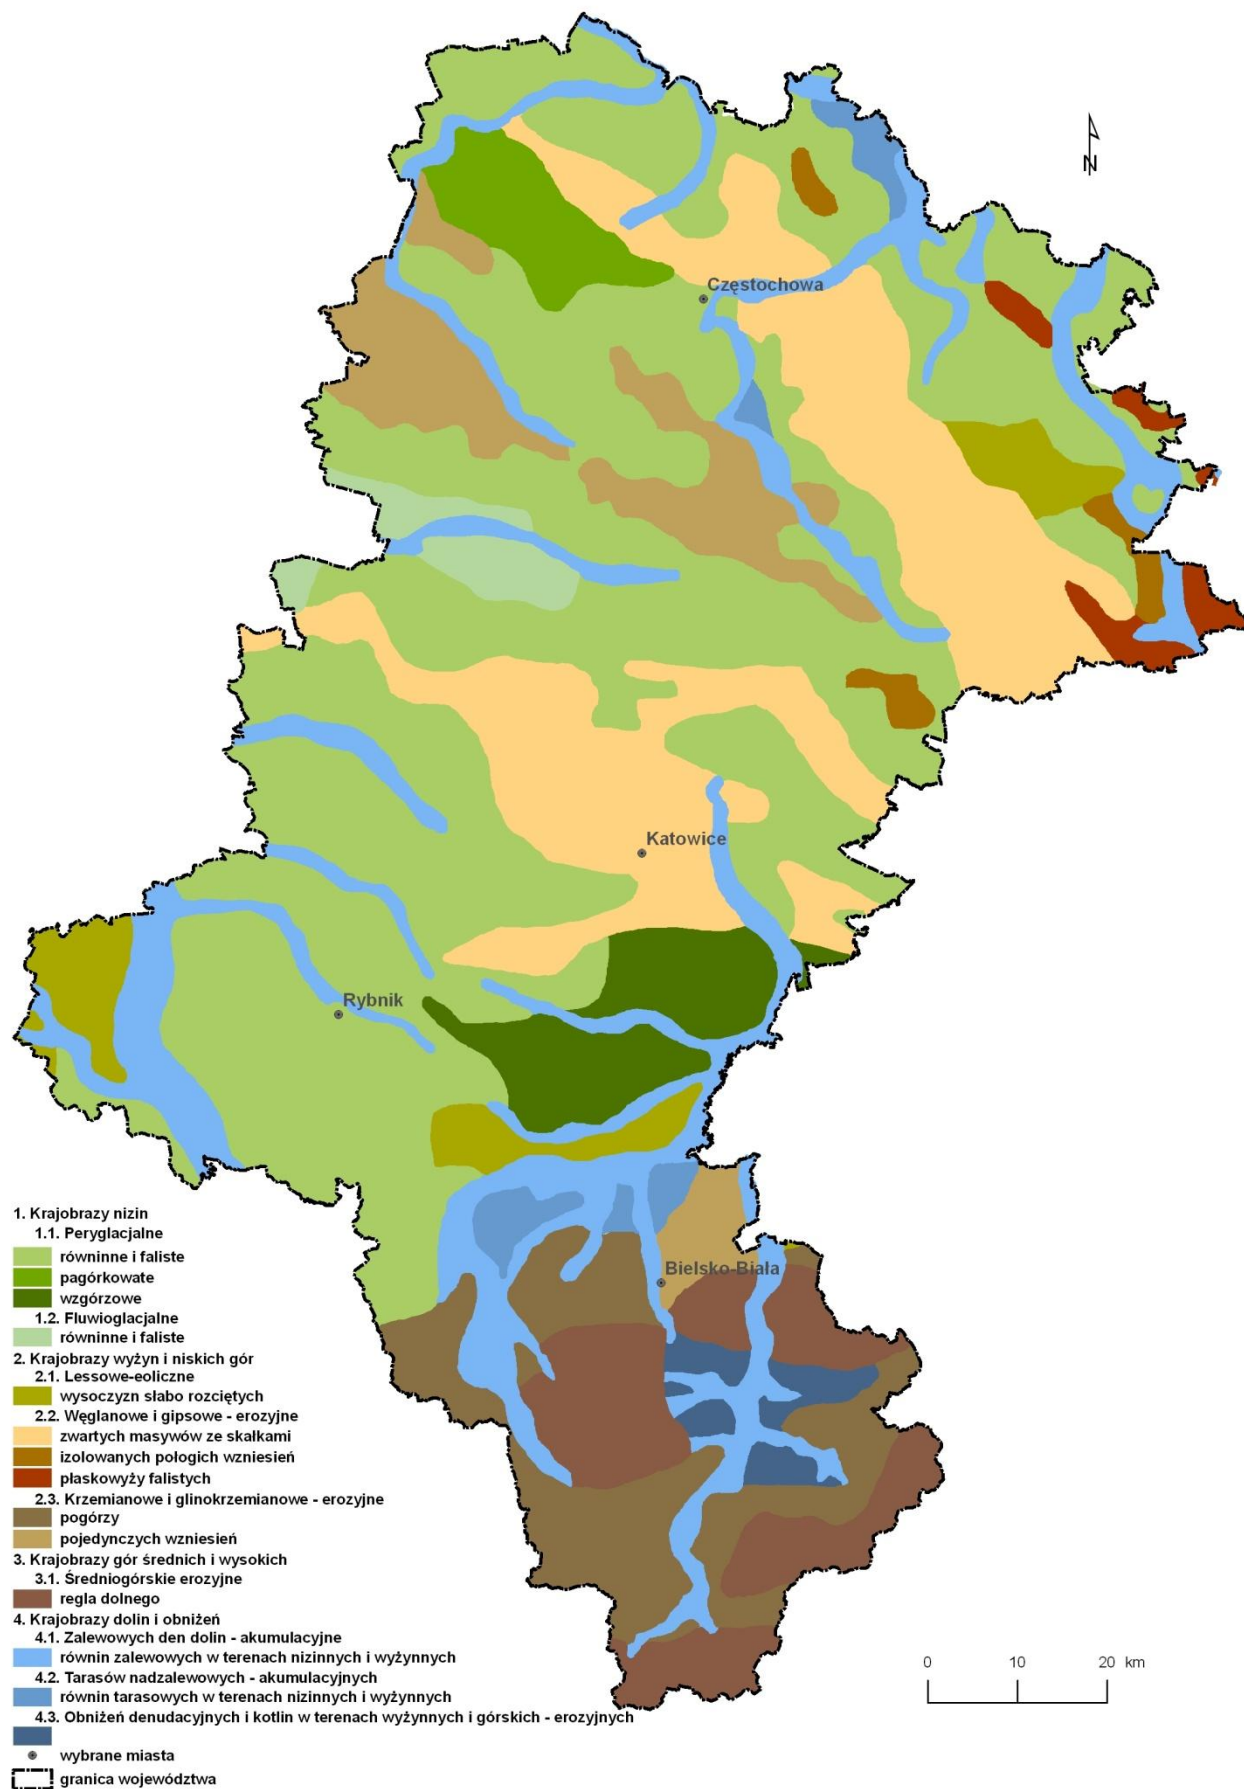 N
Częstochowa
Katowice
Rybnik
Bielsko-Biała
1. Krajobrazy nizin
1.1. Peryglacjalne
równinne i faliste
pagórkowate
wzgórzowe
1.2. Fluwioglacjalne
równinne i faliste
2. Krajobrazy wyżyn i niskich gór
2.1. Lessowe-eoliczne
wysoczyzn słabo rozciętych
2.2. Węglanowe i gipsowe - erozyjne
zwartych masywów ze skałkami
izolowanych połogich wzniesień
płaskowyży falistych
2.3. Krzemianowe i glinokrzemianowe - erozyjne
pogórzy
pojedynczych wzniesień
3. Krajobrazy gór średnich i wysokich
3.1. Średniogórskie erozyjne
regla dolnego
4. Krajobrazy dolin i obniżeń
4.1. Zalewowych den dolin - akumulacyjne
równin zalewowych w terenach nizinnych i wyżynnych
4.2. Tarasów nadzalewowych - akumulacyjnych
równin tarasowych w terenach nizinnych i wyżynnych
4.3. Obniżeń denudacyjnych i kotlin w terenach wyżynnych i górskich - erozyjnych
wybrane miasta
granica województwa
0 10 20 km